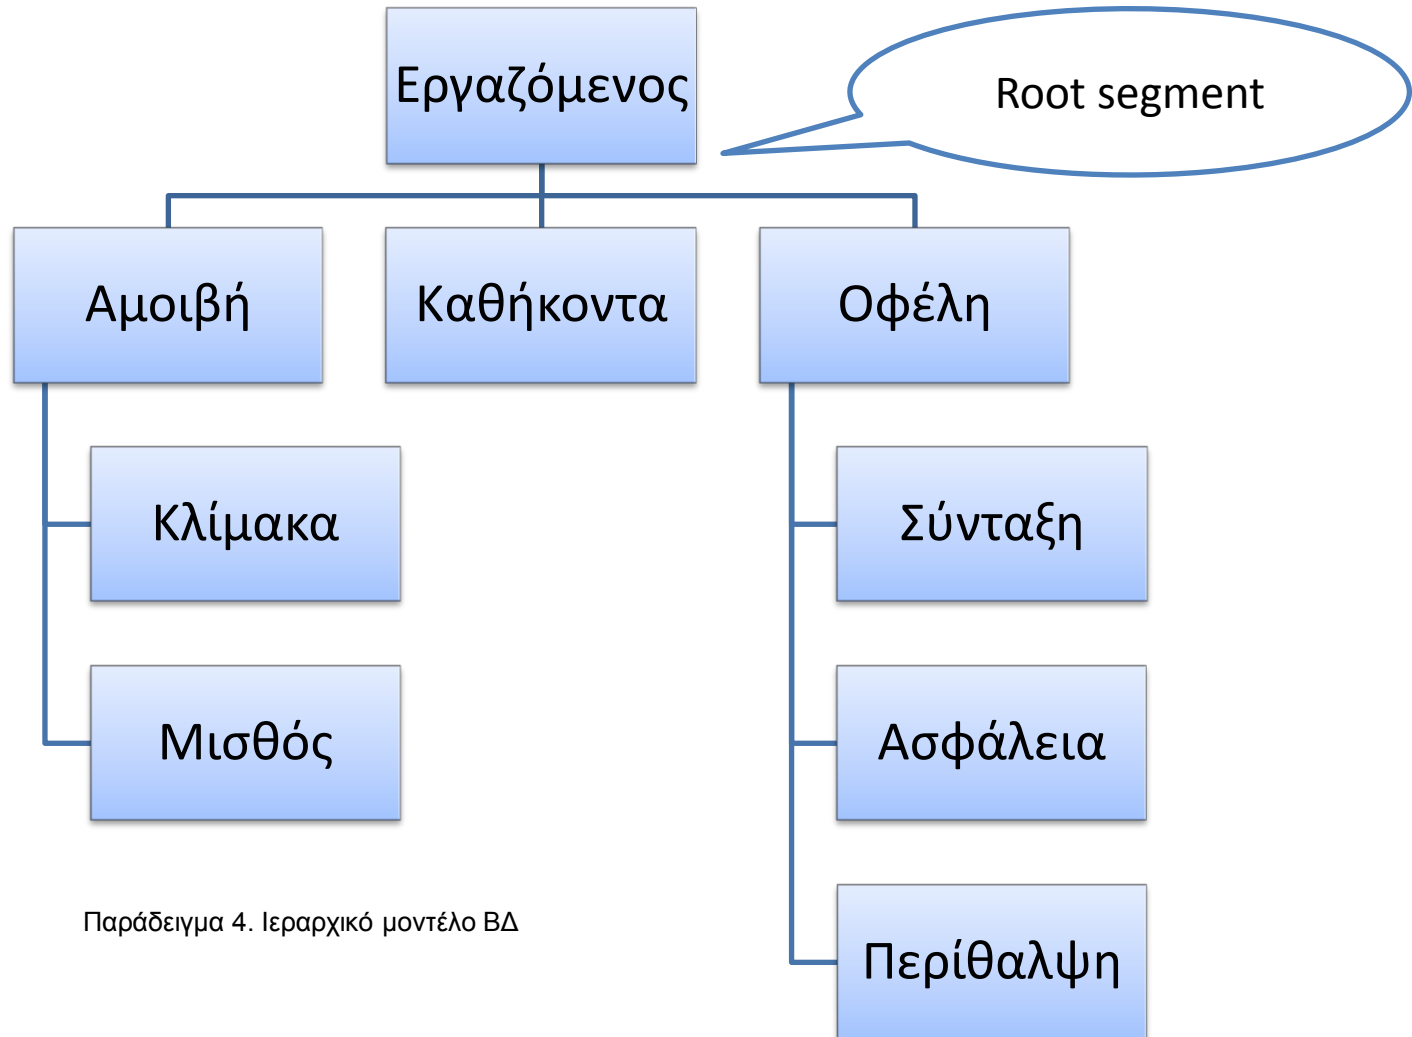 Εργαζόμενος
Root segment
Αμοιβή
Καθήκοντα
Οφέλη
Κλίμακα
Σύνταξη
Μισθός
Ασφάλεια
Παράδειγμα 4. Ιεραρχικό μοντέλο ΒΔ
Περίθαλψη